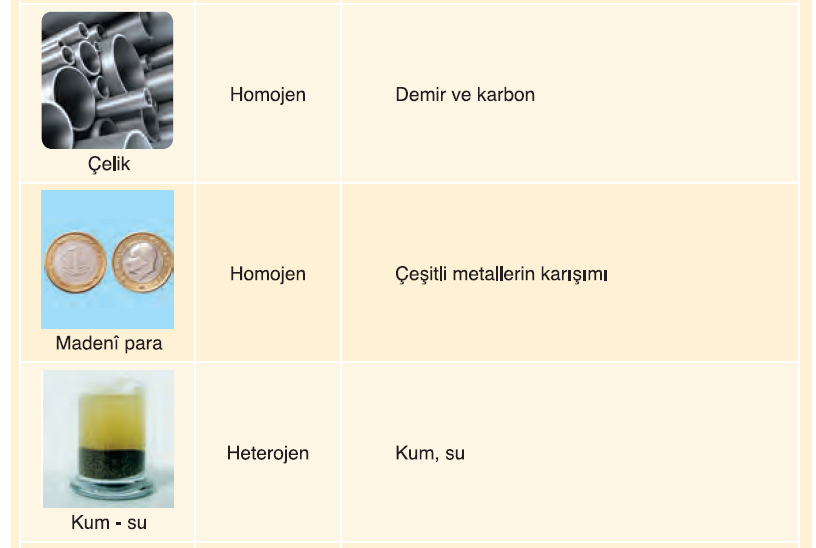 Homojen
Demir ve karbon
Çelik
Homojen
Çeşitli metallerin karışımı
Madenî para
Heterojen
Kum, su
Kum - su